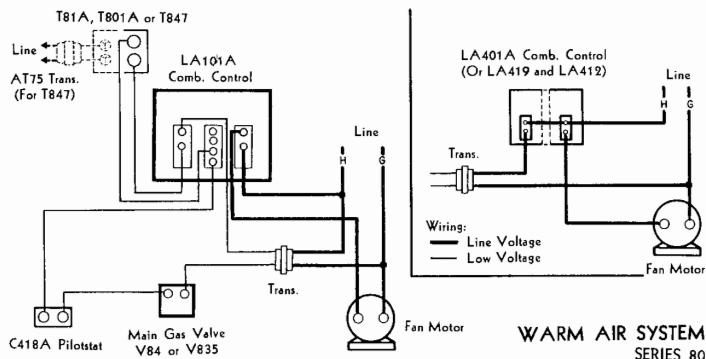 T81A, T801A or T847
Line
AT75 Trans.
(For T847)
LA101A
Comb. Control
Line
H
G
Trans.
Fan Motor
C418A Pilotstat
Main Gas Valve
V84 or V835
LA401A Comb. Control
(Or LA419 and LA412)
Line
H
G
Trans.
Wiring:
Line Voltage
Low Voltage
Fan Motor
WARM AIR SYSTEM
SERIES 80